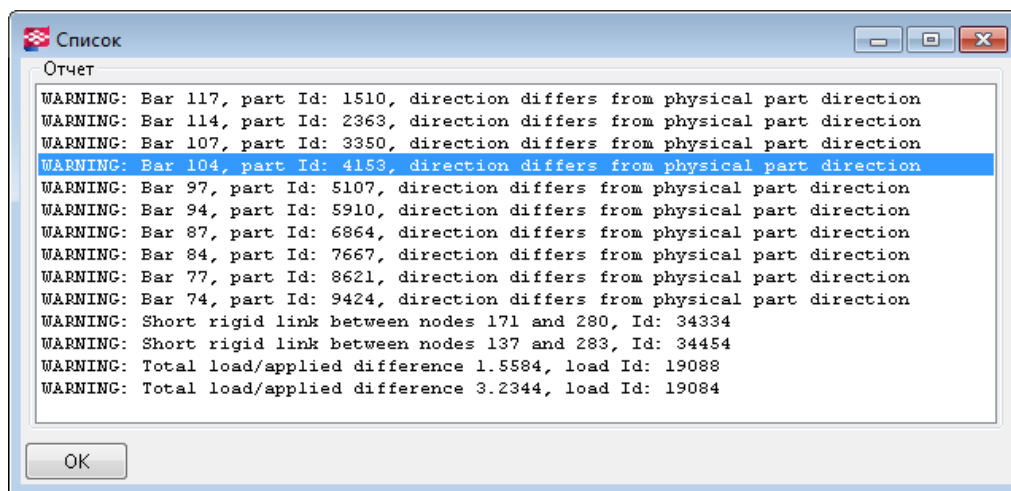 Список
Отчет
WARNING: Bar 117, part Id: 1510, direction differs from physical part direction
WARNING: Bar 114, part Id: 2363, direction differs from physical part direction
WARNING: Bar 107, part Id: 3350, direction differs from physical part direction
WARNING: Bar 104, part Id: 4153, direction differs from physical part direction
WARNING: Bar 97, part Id: 5107, direction differs from physical part direction
WARNING: Bar 94, part Id: 5910, direction differs from physical part direction
WARNING: Bar 87, part Id: 6864, direction differs from physical part direction
WARNING: Bar 84, part Id: 7667, direction differs from physical part direction
WARNING: Bar 77, part Id: 8621, direction differs from physical part direction
WARNING: Bar 74, part Id: 9424, direction differs from physical part direction
WARNING: Short rigid link between nodes 171 and 280, Id: 34334
WARNING: Short rigid link between nodes 137 and 283, Id: 34454
WARNING: Total load/applied difference 1.5584, load Id: 19088
WARNING: Total load/applied difference 3.2344, load Id: 19084
OK